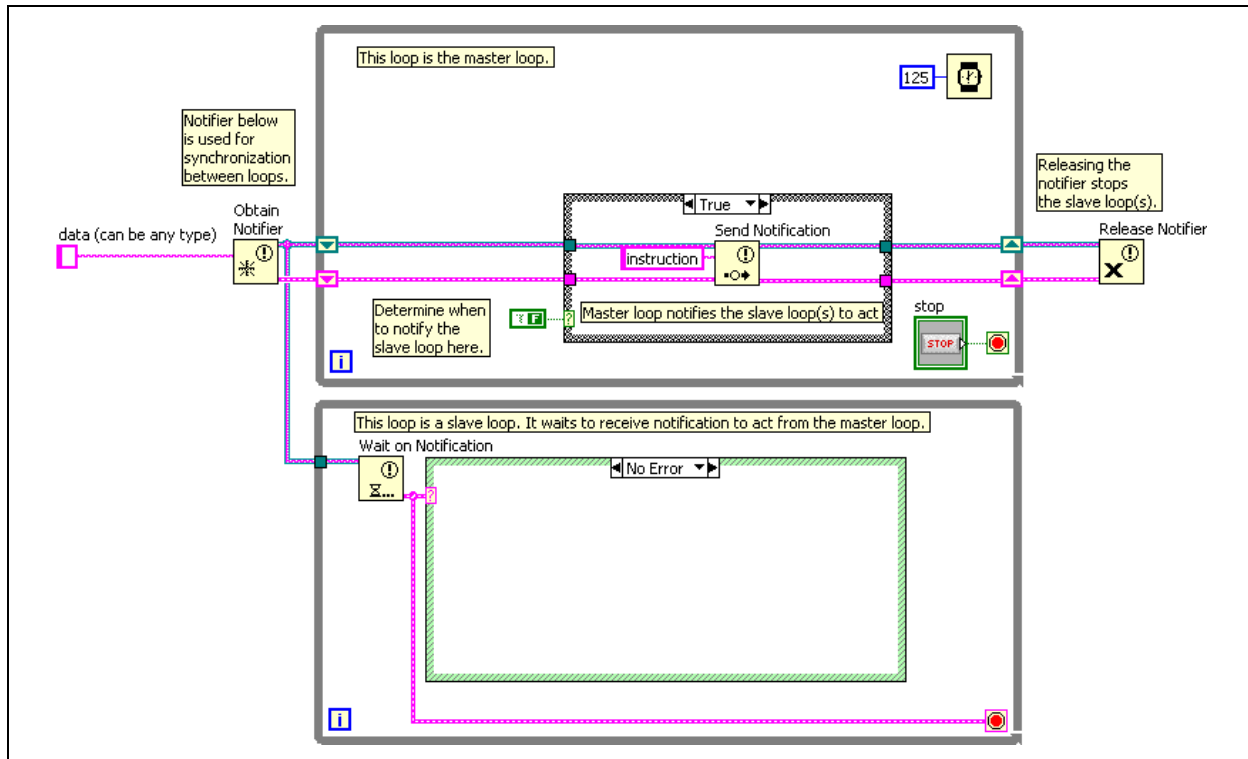 This loop is the master loop.
125
Notifier below
is used for
synchronization
between loops.
Releasing the
notifier stops
the slave loop(s).
Obtain
Notifier
True
Send Notification
Release Notifier
data (can be any type)
instruction
Determine when
to notify the
slave loop here.
F
?
Master loop notifies the slave loop(s) to act
stop
STOP
i
This loop is a slave loop. It waits to receive notification to act from the master loop.
Wait on Notification
No Error
?
i